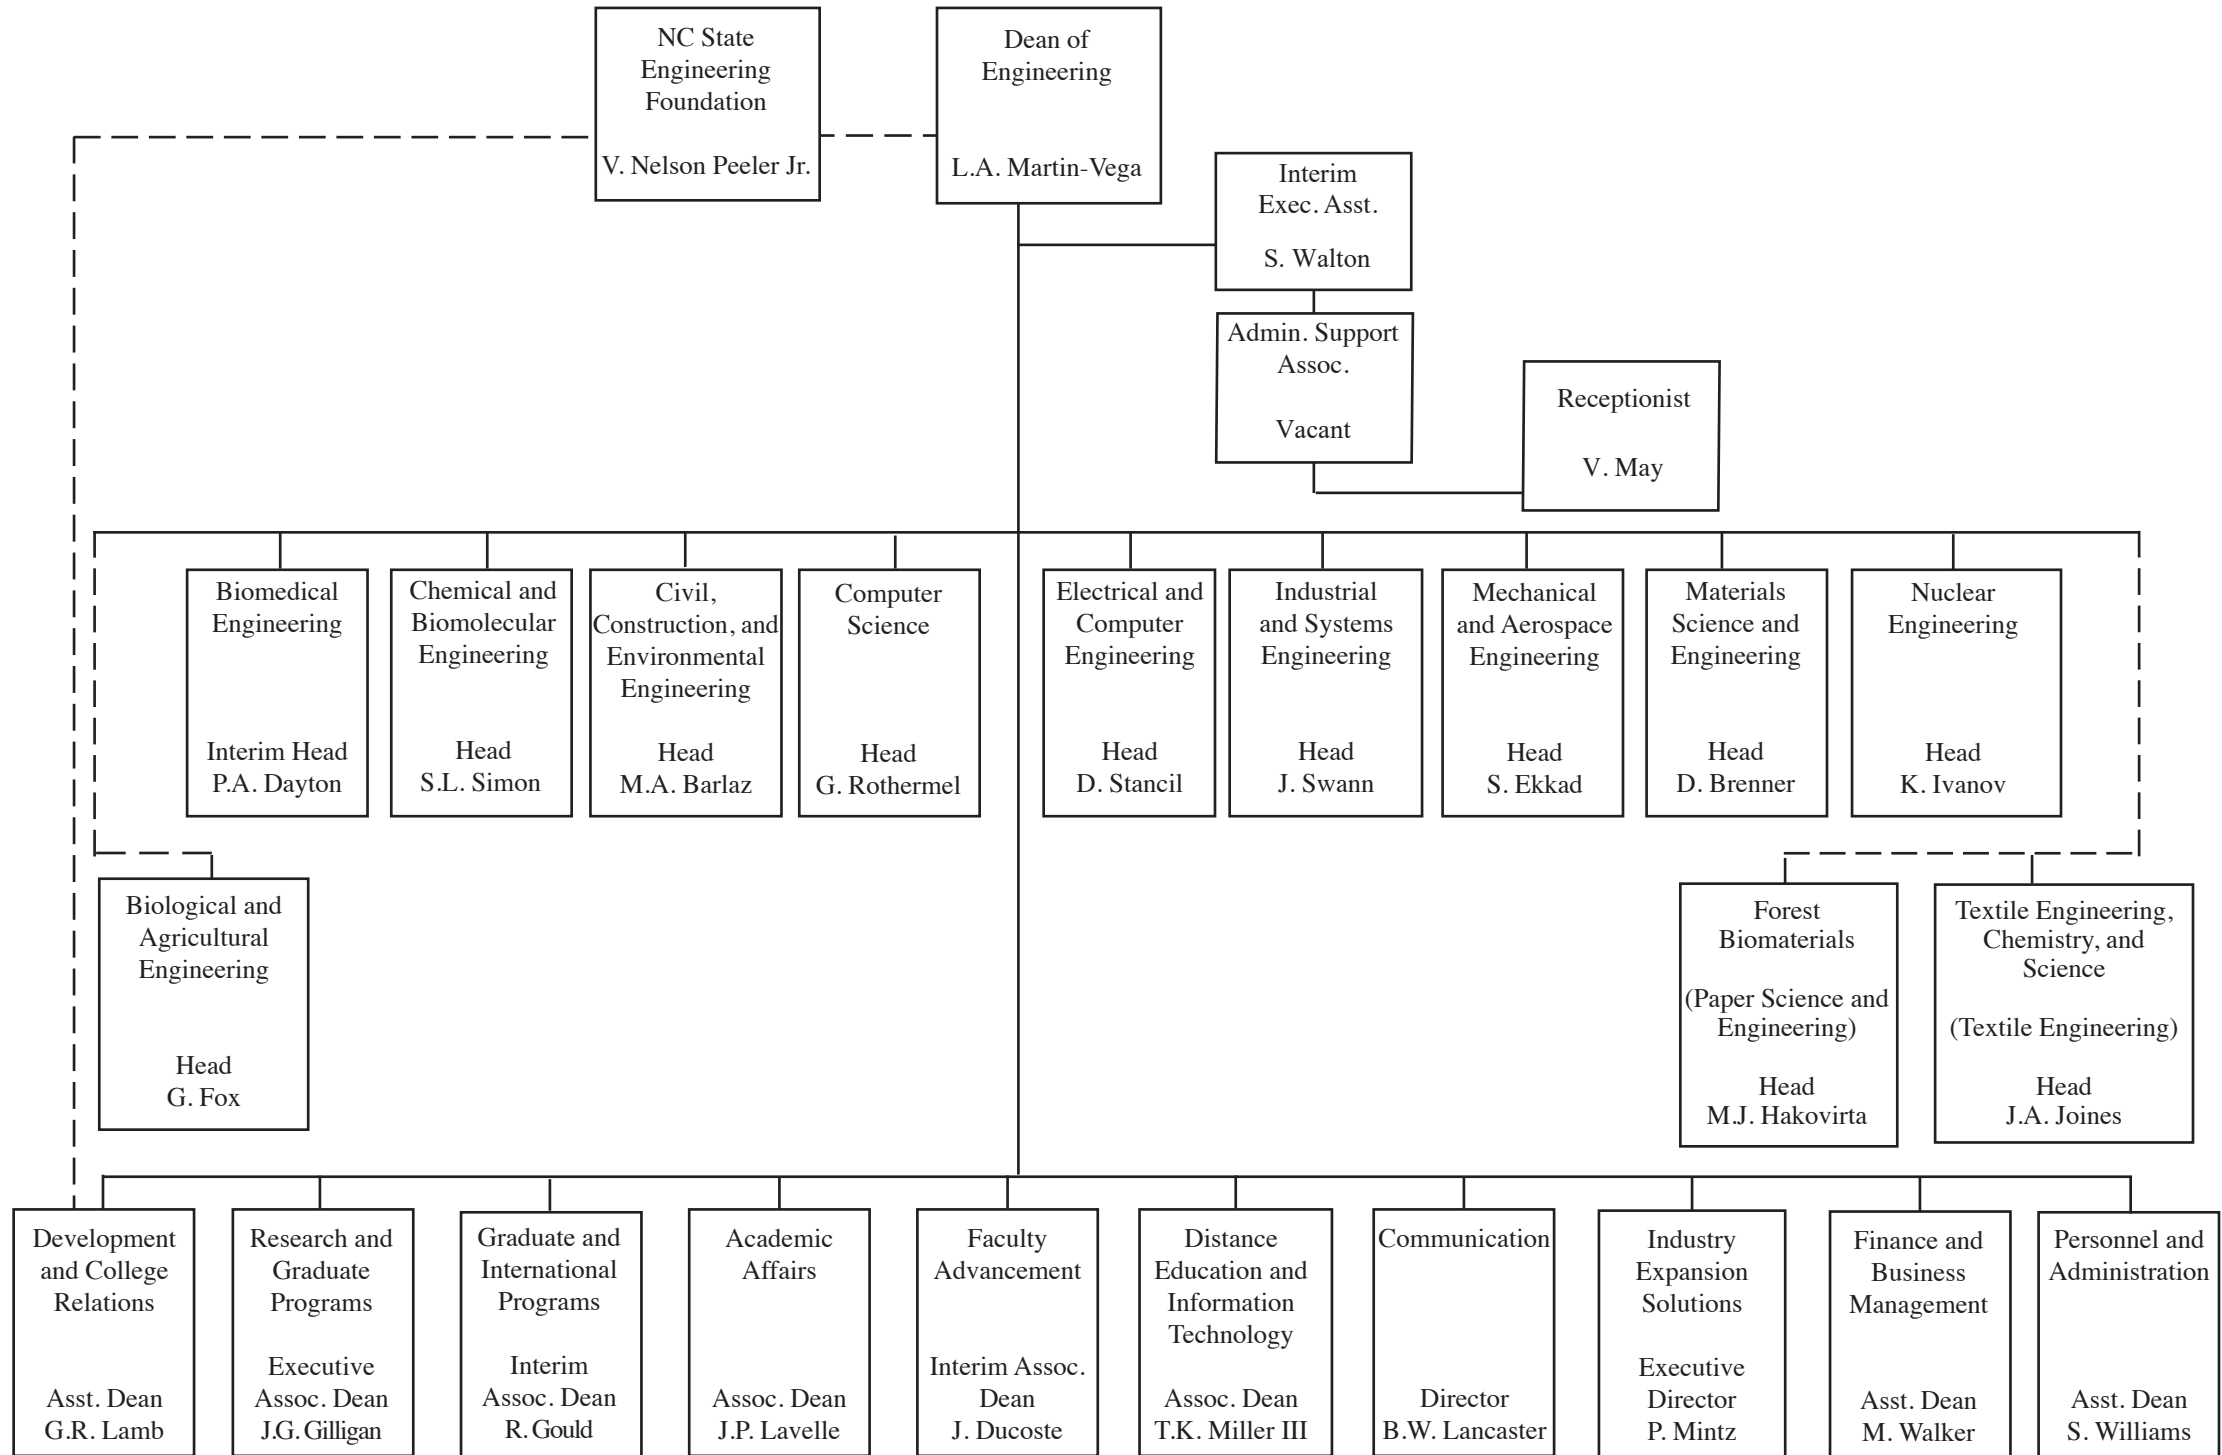 NC State
Engineering
Foundation
V. Nelson Peeler Jr.
Dean of
Engineering
L.A. Martin-Vega
Interim
Exec. Asst.
S. Walton
Admin. Support
Assoc.
Vacant
Receptionist
V. May
Biomedical
Engineering
Interim Head
P.A. Dayton
Chemical and
Biomolecular
Engineering
Head
S.L. Simon
Civil,
Construction, and
Environmental
Engineering
Head
M.A. Barlaz
Computer
Science
Head
G. Rothermel
Electrical and
Computer
Engineering
Head
D. Stancil
Industrial
and Systems
Engineering
Head
J. Swann
Mechanical
and Aerospace
Engineering
Head
S. Ekkad
Materials
Science and
Engineering
Head
D. Brenner
Nuclear
Engineering
Head
K. Ivanov
Biological and
Agricultural
Engineering
Head
G. Fox
Forest
Biomaterials
(Paper Science and
Engineering)
Head
M.J. Hakovirta
Textile Engineering,
Chemistry, and
Science
(Textile Engineering)
Head
J.A. Joines
Development
and College
Relations
Asst. Dean
G.R. Lamb
Research and
Graduate
Programs
Executive
Assoc. Dean
J.G. Gilligan
Graduate and
International
Programs
Interim
Assoc. Dean
R. Gould
Academic
Affairs
Assoc. Dean
J.P. Lavelle
Faculty
Advancement
Interim Assoc.
Dean
J. Ducoste
Distance
Education and
Information
Technology
Assoc. Dean
T.K. Miller III
Communication
Director
B.W. Lancaster
Industry
Expansion
Solutions
Executive
Director
P. Mintz
Finance and
Business
Management
Asst. Dean
M. Walker
Personnel and
Administration
Asst. Dean
S. Williams